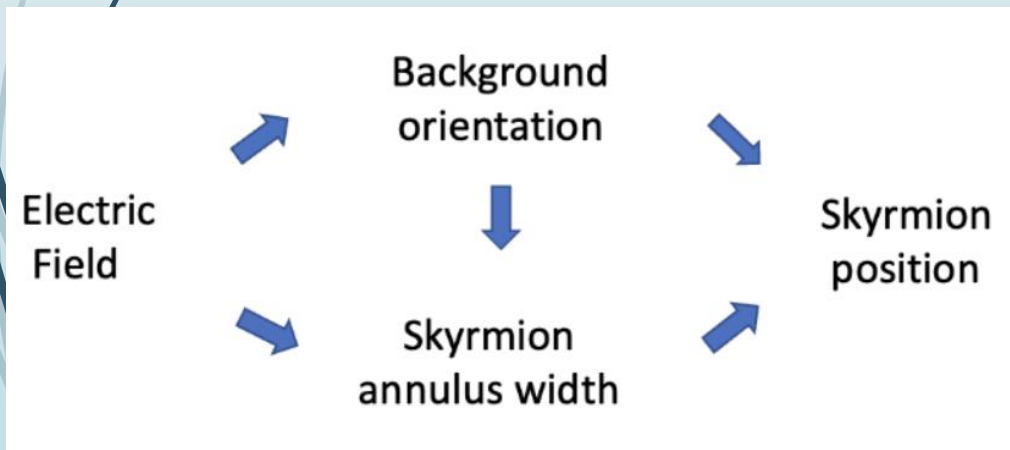 Background
orientation
Electric
Field
Skyrmion
position
Skyrmion
annulus width